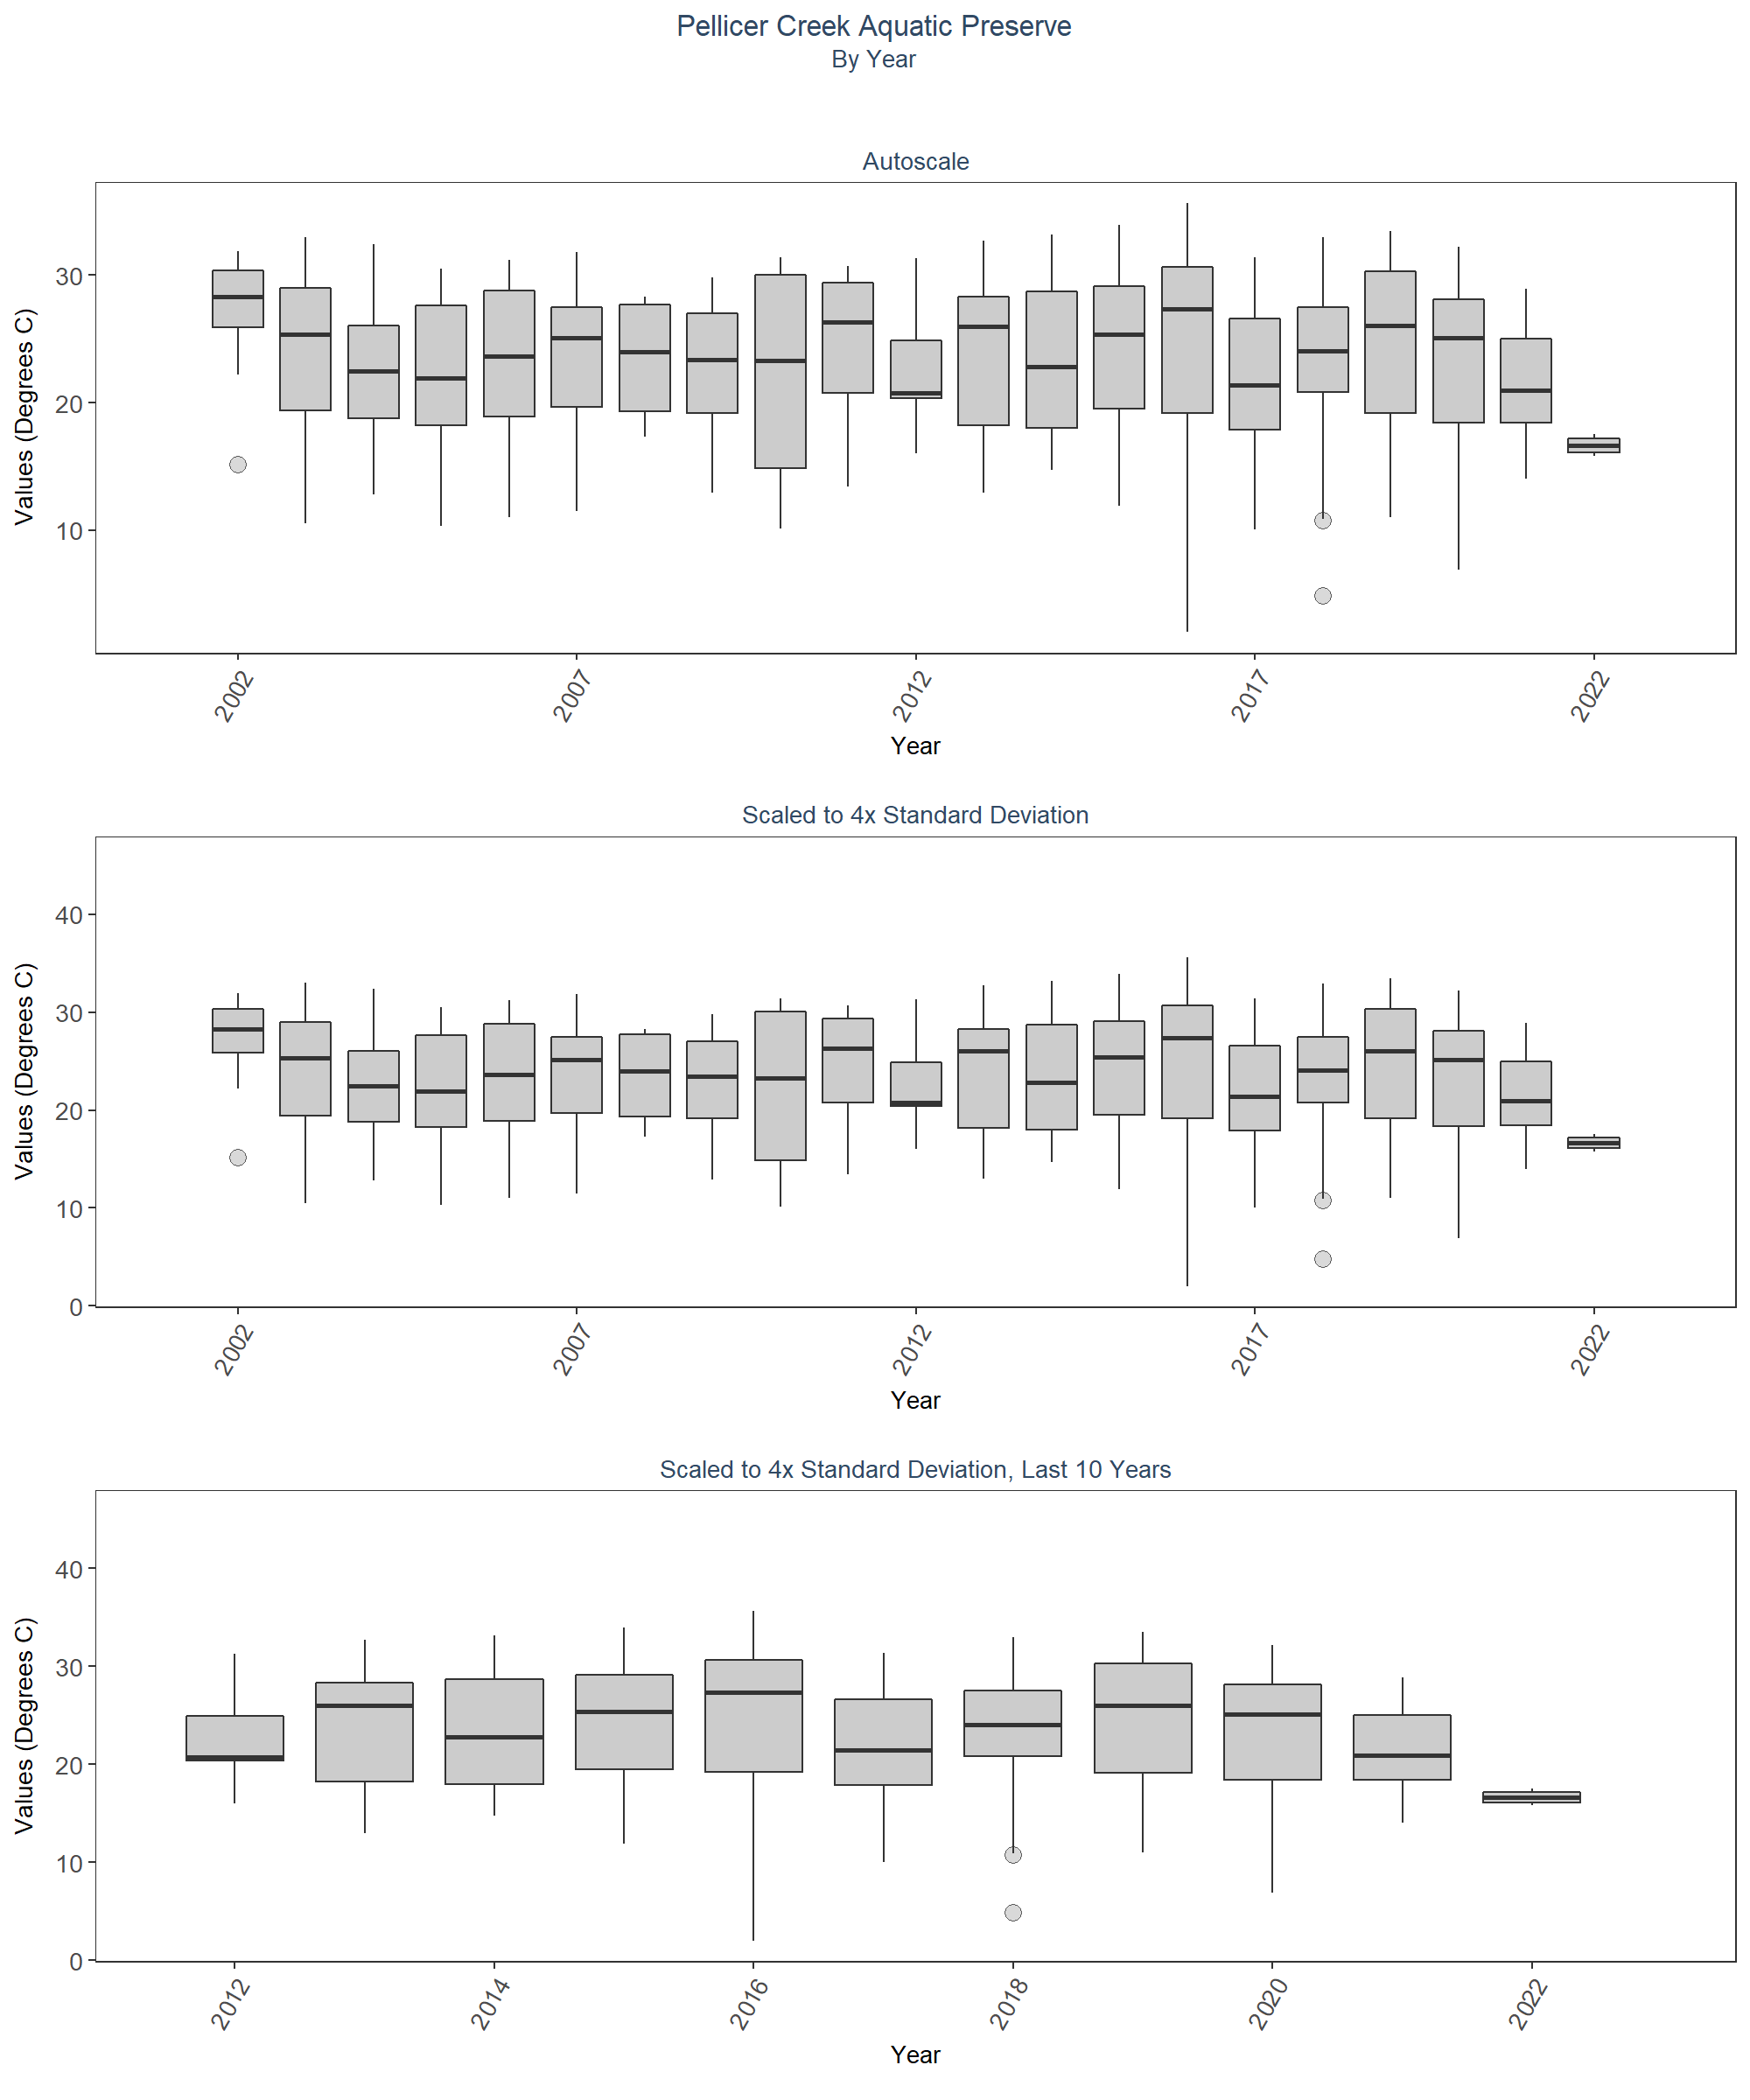 Pellicer Creek Aquatic Preserve
By Year
Autoscale
Values (Degrees C)
30
20
10
2002 2007 2012 2017 2022
Year
Scaled to 4x Standard Deviation
Values (Degrees C)
40
30
20
10
0
2002 2007 2012 2017 2022
Year
Scaled to 4x Standard Deviation, Last 10 Years
Values (Degrees C)
40
30
20
10
0
2012 2014 2016 2018 2020 2022
Year